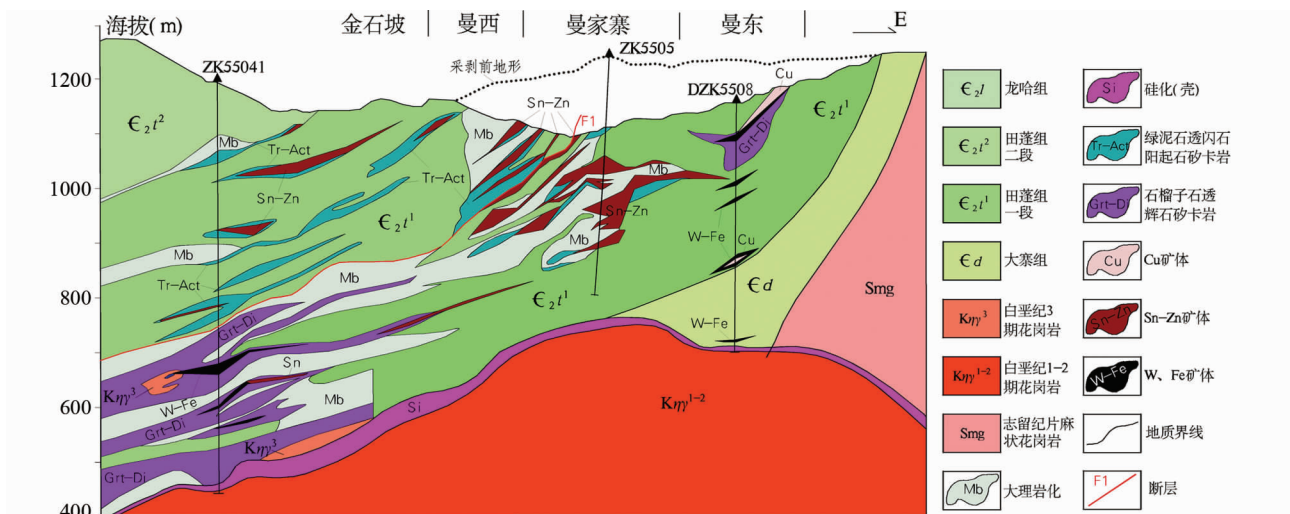 海拔(m)
金石坡
曼西
曼家寨
曼东
E
1200
1000
800
600
400
ZK55041
采剥前地形
ZK5505
DZK5508
Cu
Sn-Zn
F1
Є₂t²
Mb
Tr-Act
Mb
Grt-Di
Є₂t¹
Sn-Zn
Tr-Act
Mb
Є₂t¹
Sn-Zn
W-Fe
Cu
Mb
Mb
Mb
Tr-Act
Є₂t¹
Єd
Smg
Grt-Di
W-Fe
Sn
Kηγ³
W-Fe
Mb
Si
Kηγ¹⁻²
Grt-Di
Kηγ³
Grt-Di
Є₂l
龙哈组
Є₂t²
田蓬组
二段
Є₂t¹
田蓬组
一段
Єd
大寨组
Kηγ³
白垩纪3
期花岗岩
Kηγ¹⁻²
白垩纪1-2
期花岗岩
Smg
志留纪片麻
状花岗岩
Mb
大理岩化
Si
硅化(壳)
Tr-Act
绿泥石透闪石
阳起石矽卡岩
Grt-Di
石榴子石透
辉石矽卡岩
Cu
Cu矿体
Sn-Zn
Sn-Zn矿体
W-Fe
W、Fe矿体
地质界线
F1
断层